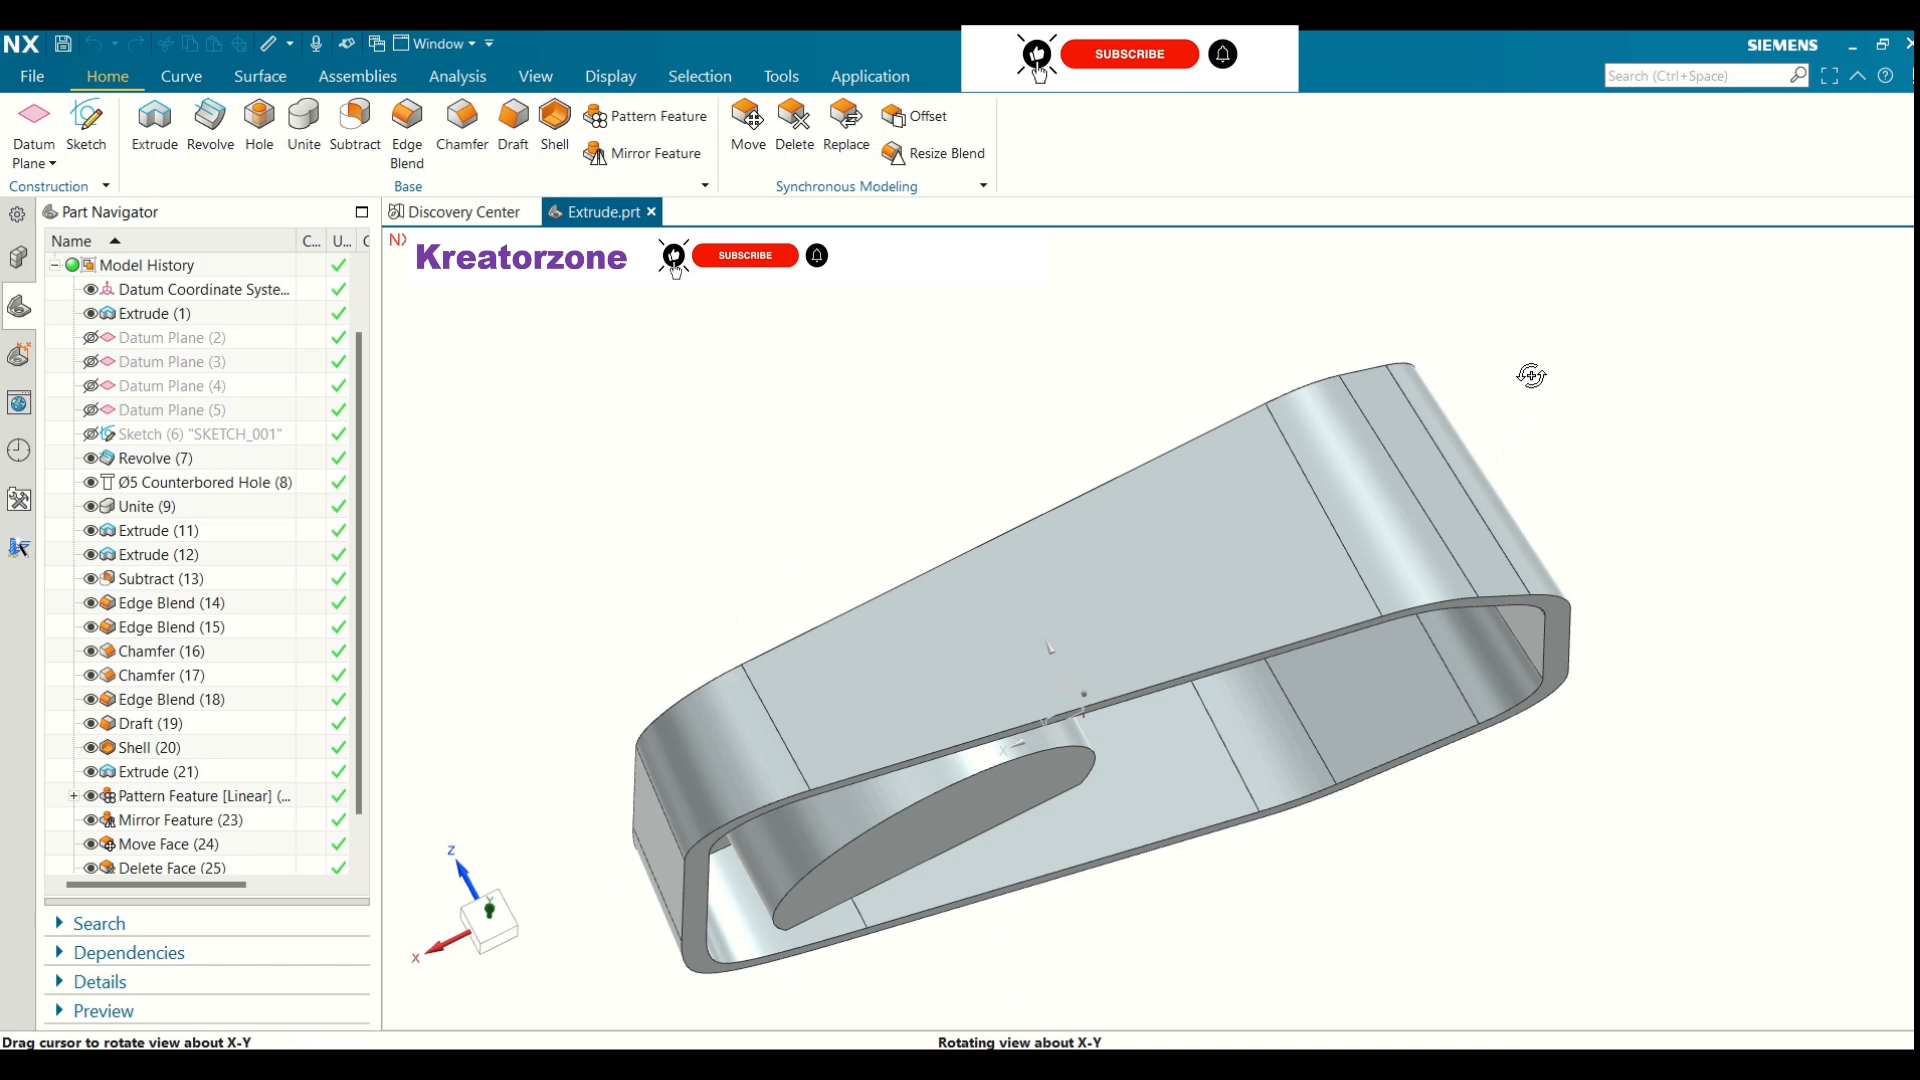 NX Window SIEMENS
SUBSCRIBE
File Home Curve Surface Assemblies Analysis View Display Selection Tools Application
Search (Ctrl+Space)
Datum Plane Sketch Extrude Revolve Hole Unite Subtract Edge Blend Chamfer Draft Shell Pattern Feature Mirror Feature Move Delete Replace Offset Resize Blend
Construction Base Synchronous Modeling
Part Navigator
Discovery Center Extrude.prt
Name C... U... C
Kreatorzone SUBSCRIBE
Model History
Datum Coordinate Syste...
Extrude (1)
Datum Plane (2)
Datum Plane (3)
Datum Plane (4)
Datum Plane (5)
Sketch (6) "SKETCH_001"
Revolve (7)
Ø5 Counterbored Hole (8)
Unite (9)
Extrude (11)
Extrude (12)
Subtract (13)
Edge Blend (14)
Edge Blend (15)
Chamfer (16)
Chamfer (17)
Edge Blend (18)
Draft (19)
Shell (20)
Extrude (21)
Pattern Feature [Linear] (...
Mirror Feature (23)
Move Face (24)
Delete Face (25)
Search
Dependencies
Details
Preview
X
Z
Y
X
Drag cursor to rotate view about X-Y
Rotating view about X-Y